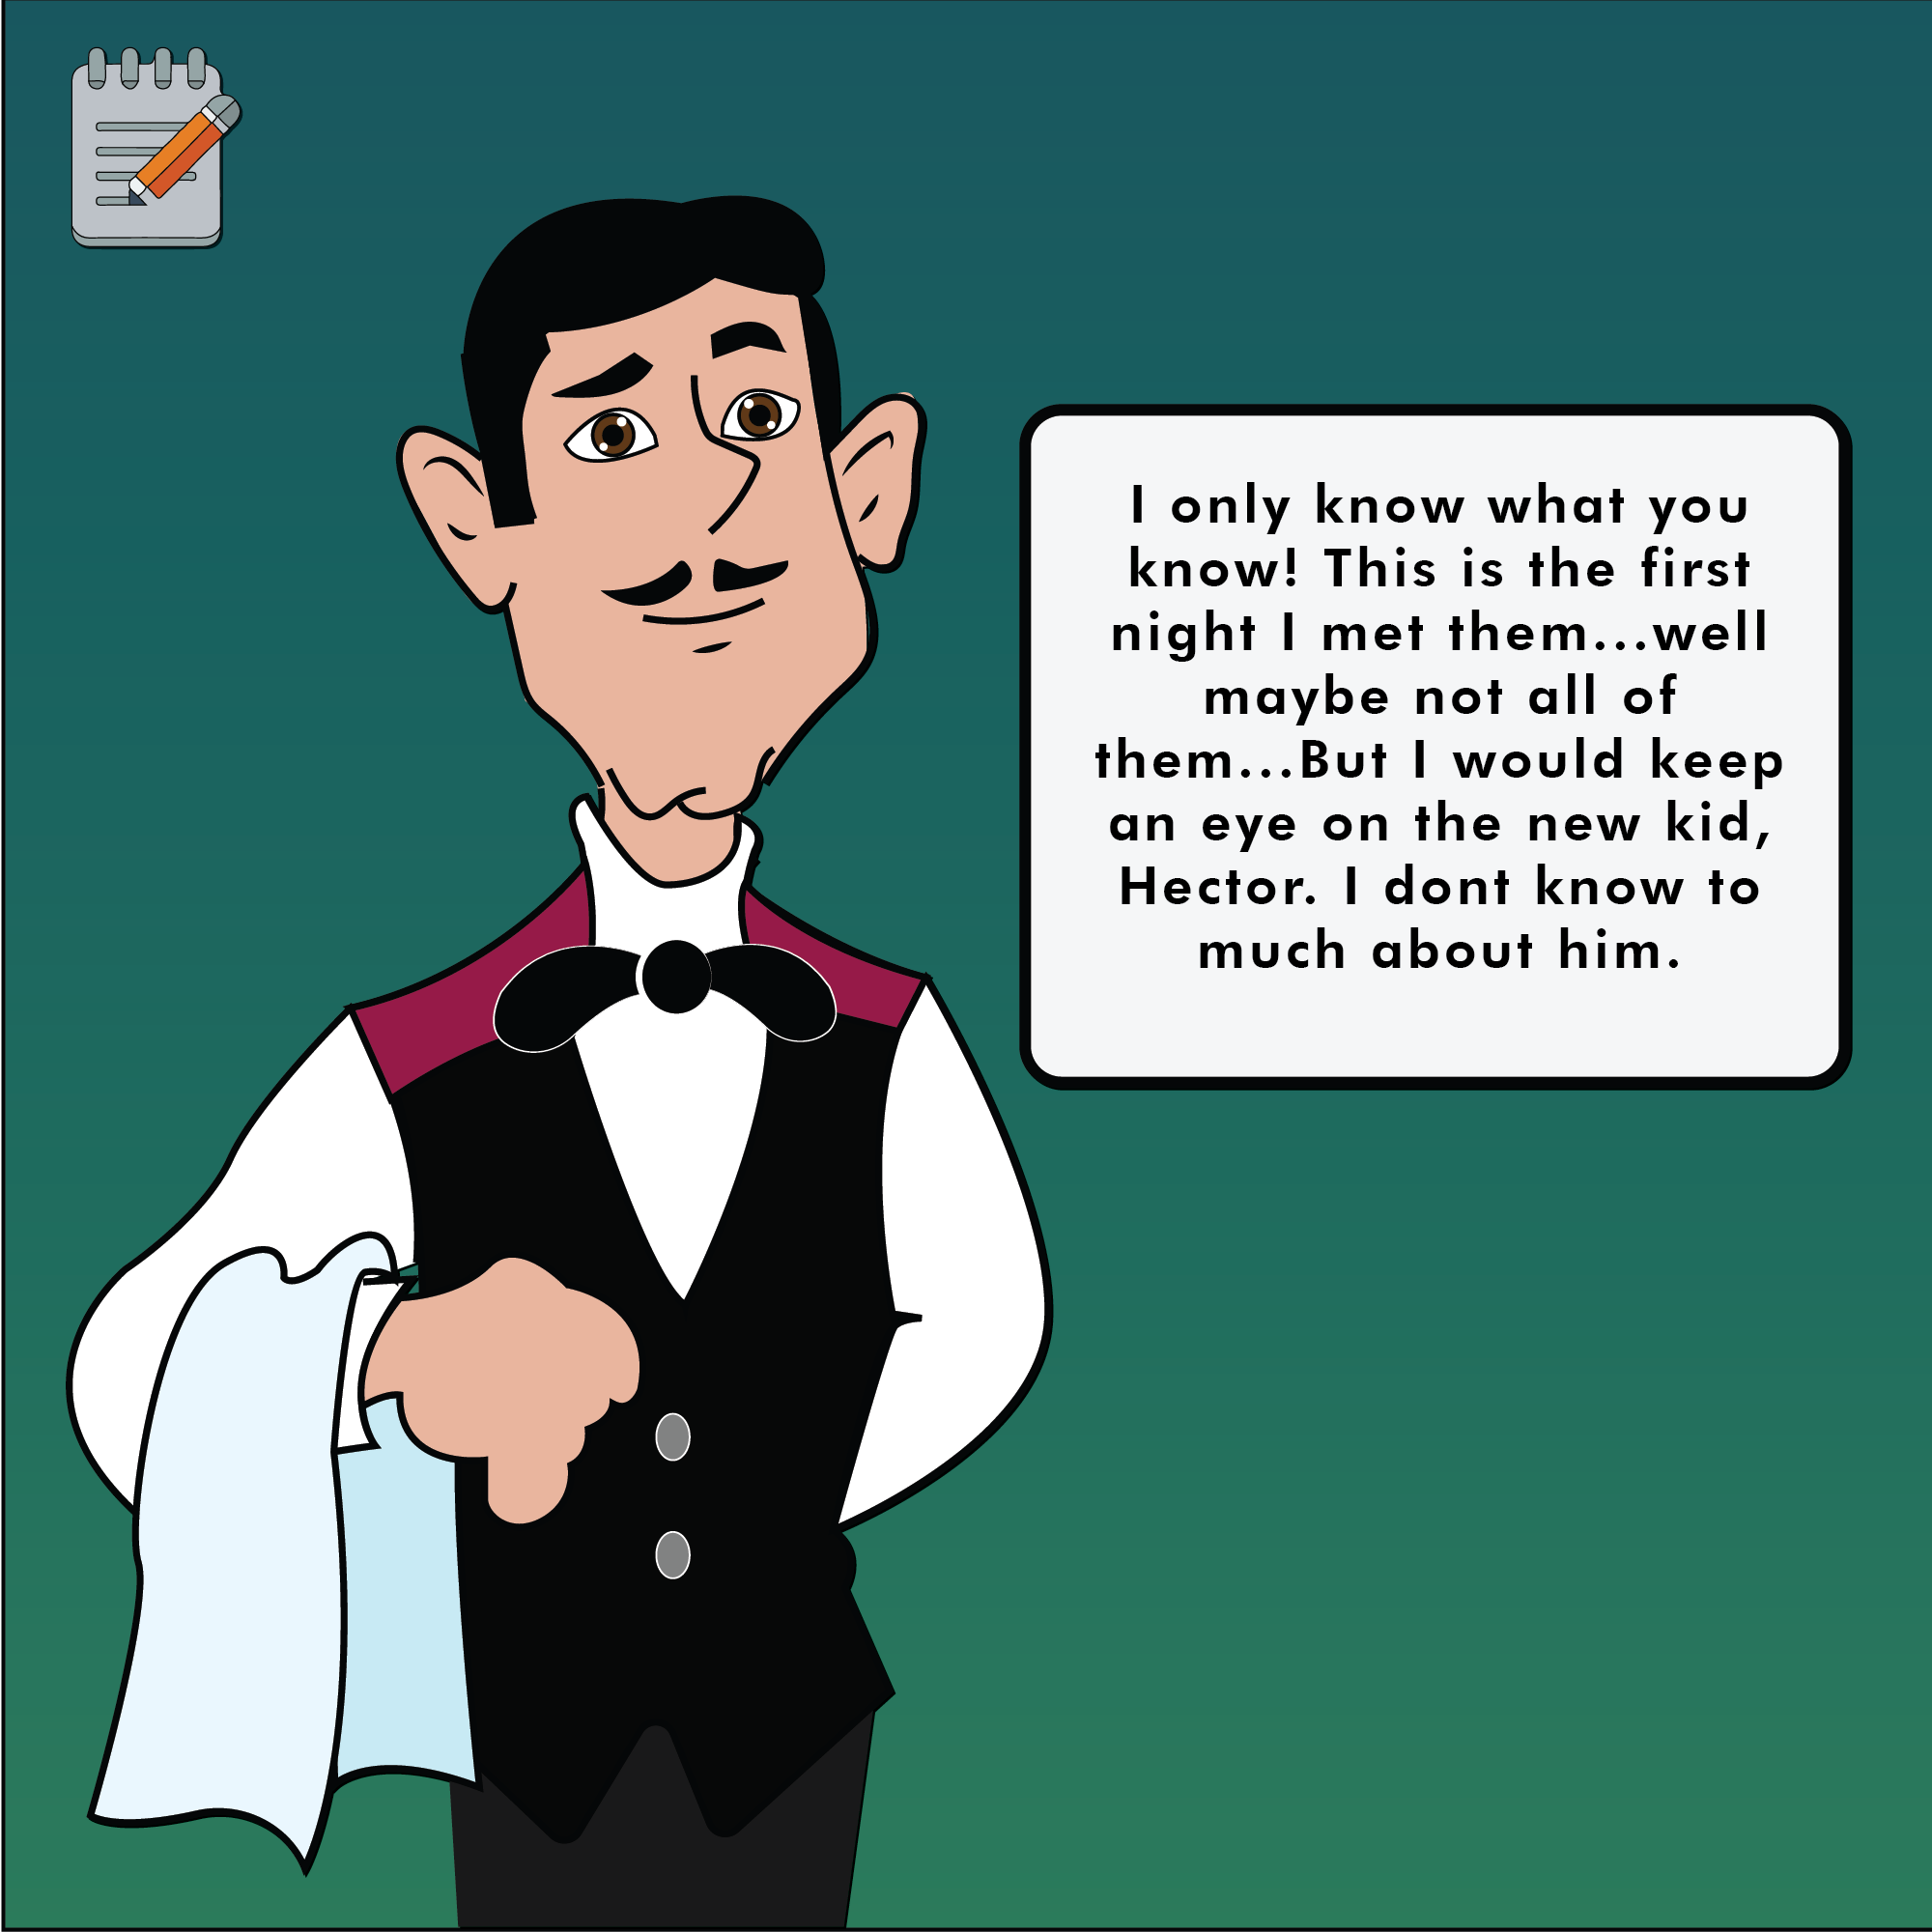 I only know what you
know! This is the first
night I met them...well
maybe not all of
them...But I would keep
an eye on the new kid,
Hector. I dont know to
much about him.